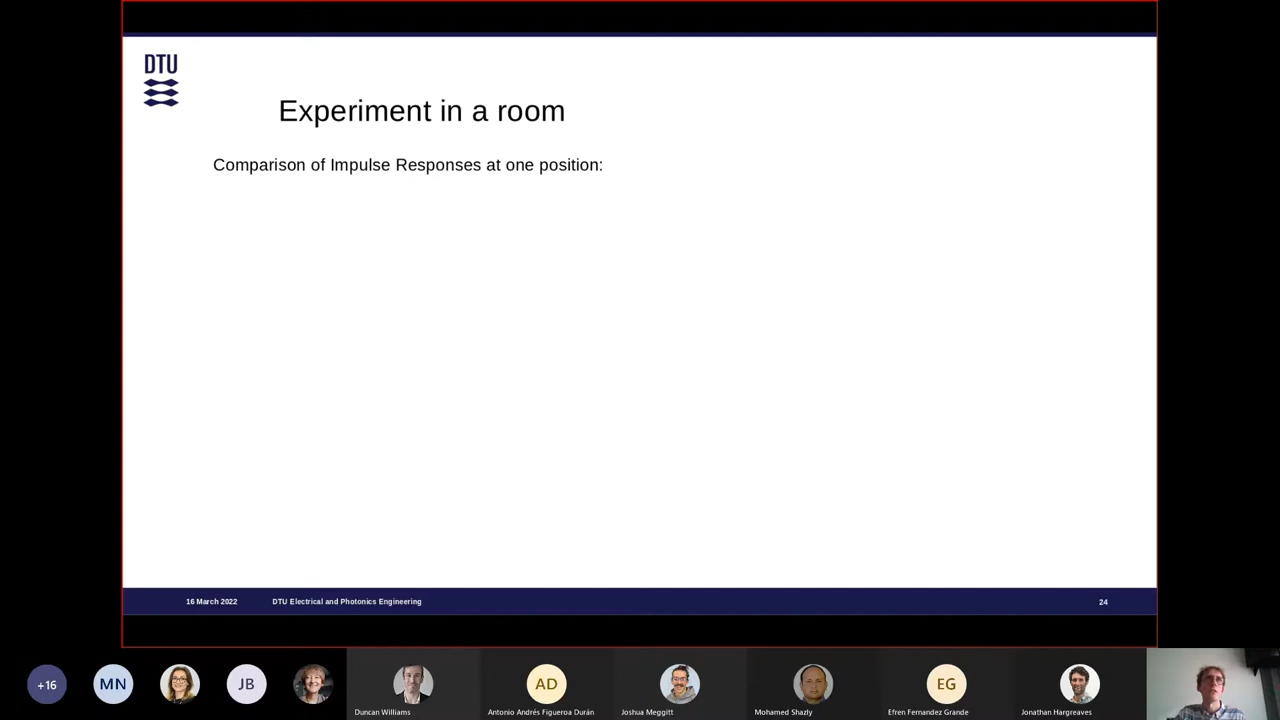 DTU
Experiment in a room
Comparison of Impulse Responses at one position:
16 March 2022 DTU Electrical and Photonics Engineering 24
+16 MN JB AD EG
Duncan Williams Antonio Andrés Figueroa Durán Joshua Meggitt Mohamed Shazly Efren Fernandez Grande Jonathan Hargreaves